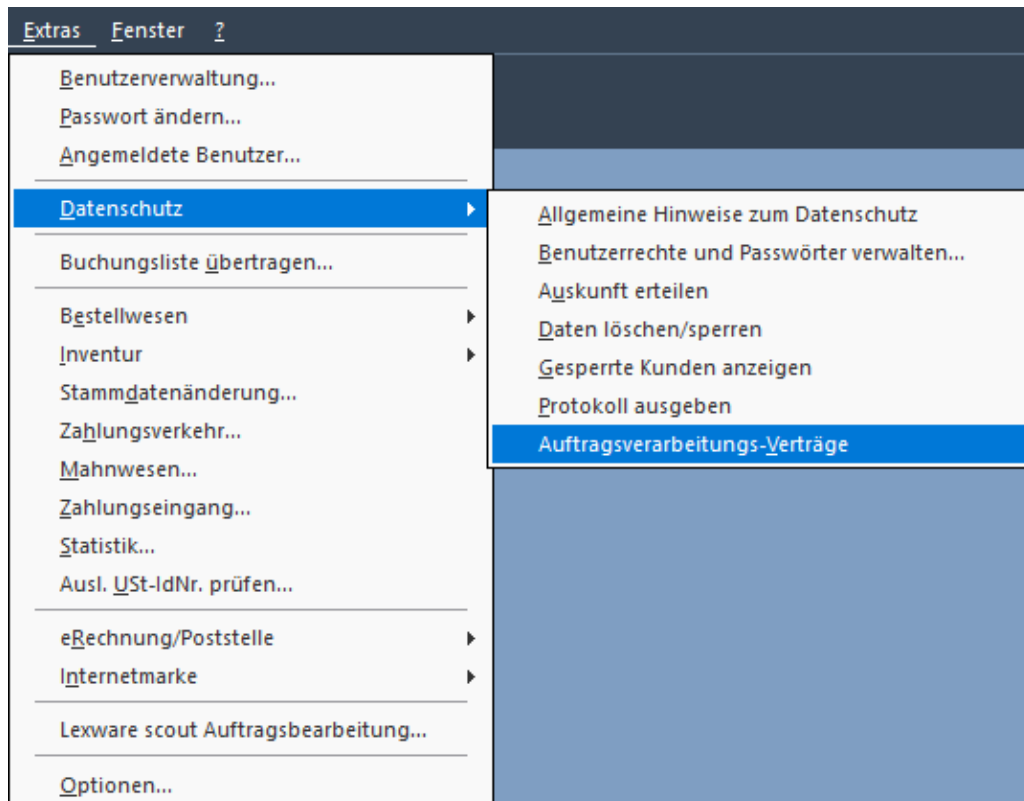 Extras Fenster ?
Benutzerverwaltung...
Passwort ändern...
Angemeldete Benutzer...
Datenschutz
Buchungsliste übertragen...
Bestellwesen
Inventur
Stammdatenänderung...
Zahlungsverkehr...
Mahnwesen...
Zahlungseingang...
Statistik...
Ausl. USt-IdNr. prüfen...
eRechnung/Poststelle
Internetmarke
Lexware scout Auftragsbearbeitung...
Optionen...
Allgemeine Hinweise zum Datenschutz
Benutzerrechte und Passwörter verwalten...
Auskunft erteilen
Daten löschen/sperren
Gesperrte Kunden anzeigen
Protokoll ausgeben
Auftragsverarbeitungs-Verträge